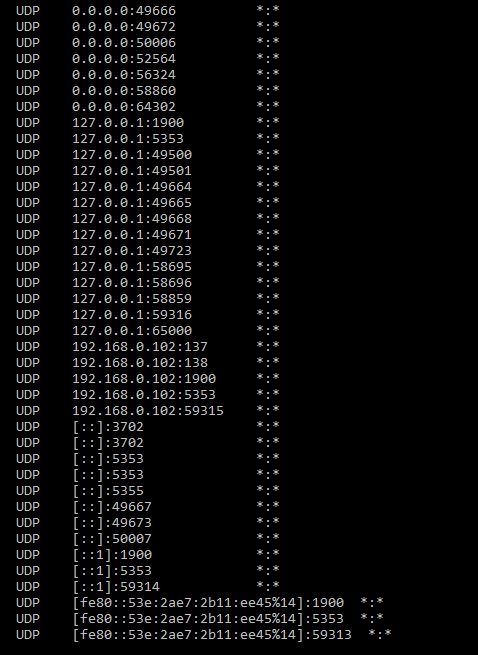 UDP    0.0.0.0:49666          *:*
UDP    0.0.0.0:49672          *:*
UDP    0.0.0.0:50006          *:*
UDP    0.0.0.0:52564          *:*
UDP    0.0.0.0:56324          *:*
UDP    0.0.0.0:58860          *:*
UDP    0.0.0.0:64302          *:*
UDP    127.0.0.1:1900         *:*
UDP    127.0.0.1:5353         *:*
UDP    127.0.0.1:49500        *:*
UDP    127.0.0.1:49501        *:*
UDP    127.0.0.1:49664        *:*
UDP    127.0.0.1:49665        *:*
UDP    127.0.0.1:49668        *:*
UDP    127.0.0.1:49671        *:*
UDP    127.0.0.1:49723        *:*
UDP    127.0.0.1:58695        *:*
UDP    127.0.0.1:58696        *:*
UDP    127.0.0.1:58859        *:*
UDP    127.0.0.1:59316        *:*
UDP    127.0.0.1:65000        *:*
UDP    192.168.0.102:137      *:*
UDP    192.168.0.102:138      *:*
UDP    192.168.0.102:1900     *:*
UDP    192.168.0.102:5353     *:*
UDP    192.168.0.102:59315    *:*
UDP    [::]:3702              *:*
UDP    [::]:3702              *:*
UDP    [::]:5353              *:*
UDP    [::]:5353              *:*
UDP    [::]:5355              *:*
UDP    [::]:49667             *:*
UDP    [::]:49673             *:*
UDP    [::]:50007             *:*
UDP    [::1]:1900             *:*
UDP    [::1]:5353             *:*
UDP    [::1]:59314            *:*
UDP    [fe80::53e:2ae7:2b11:ee45%14]:1900  *:*
UDP    [fe80::53e:2ae7:2b11:ee45%14]:5353  *:*
UDP    [fe80::53e:2ae7:2b11:ee45%14]:59313  *:*